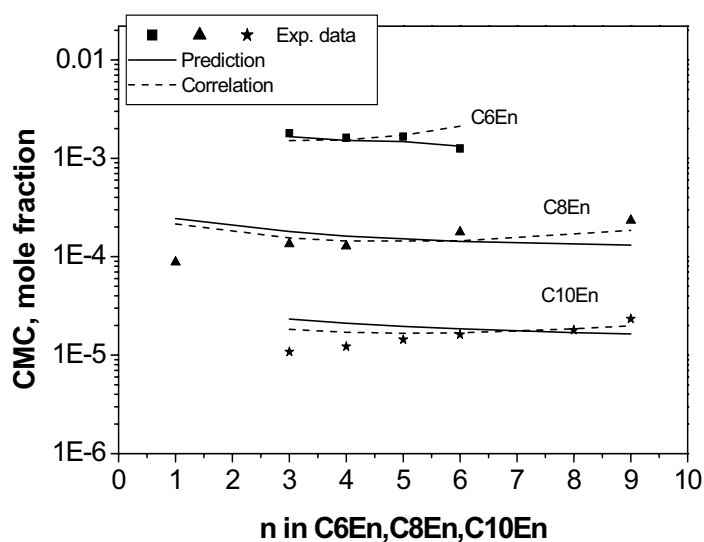 Exp. data
Prediction
Correlation
0.01
1E-3
1E-4
1E-5
1E-6
C6En
C8En
C10En
CMC, mole fraction
0 1 2 3 4 5 6 7 8 9 10
n in C6En,C8En,C10En